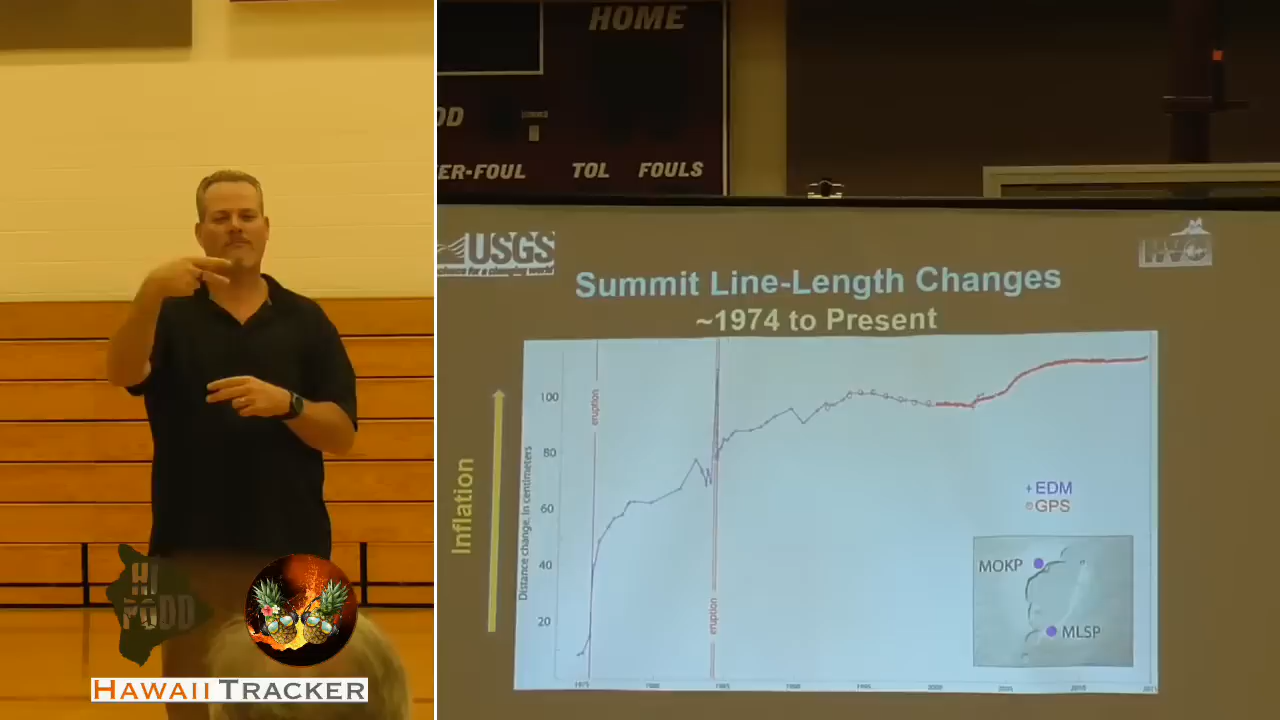 HOME
TOL
FOULS
ER-FOUL
USGS
science for a changing world
HVO
Summit Line-Length Changes
~1974 to Present
Inflation
Distance change, in centimeters
100
80
60
40
20
eruption
eruption
+EDM
GPS
MOKP
MLSP
1975
1980
1985
1990
1995
2000
2005
2010
2015
HI
PODD
HAWAII TRACKER